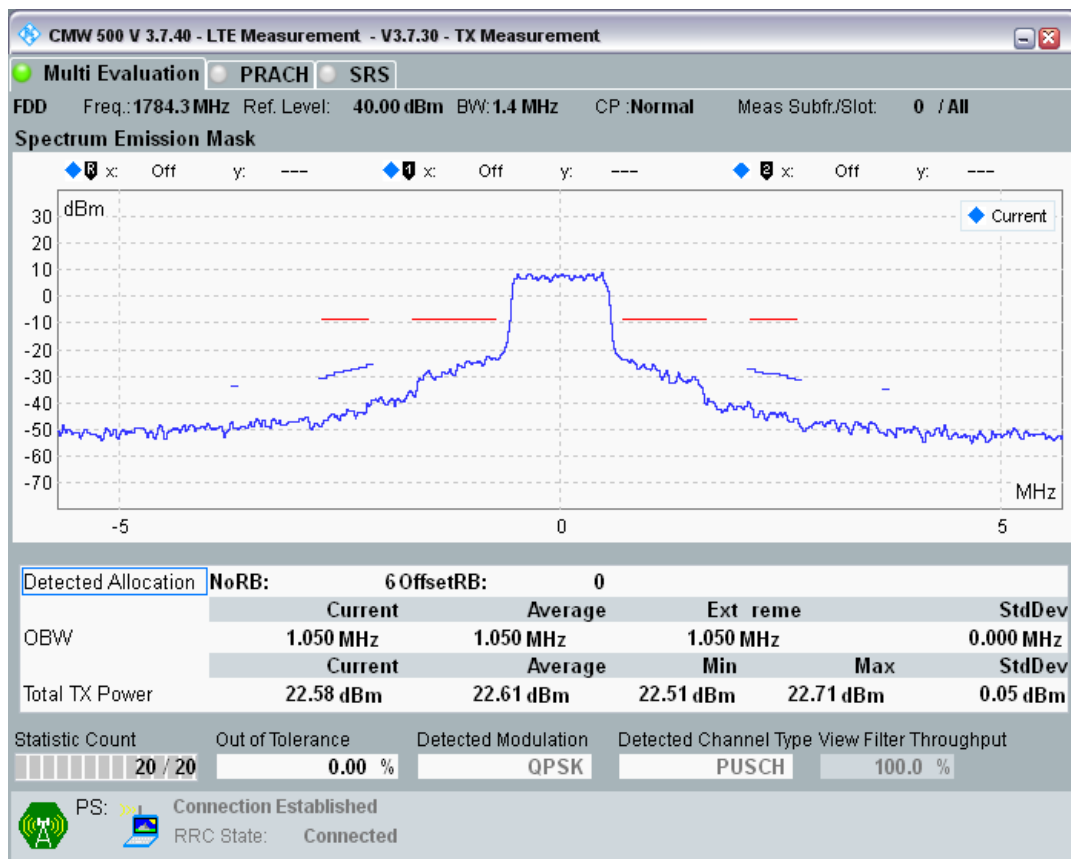 CMW 500 V 3.7.40 - LTE Measurement - V3.7.30 - TX Measurement
Multi Evaluation PRACH SRS
FDD Freq.: 1784.3 MHz Ref. Level: 40.00 dBm BW: 1.4 MHz CP :Normal Meas Subfr./Slot: 0 / All
Spectrum Emission Mask
R x: Off y: --- 1 x: Off y: --- 2 x: Off y: ---
dBm
Current
30
20
10
0
-10
-20
-30
-40
-50
-60
-70
MHz
-5 0 5
Detected Allocation NoRB: 6 OffsetRB: 0
Current Average Ext reme StdDev
OBW 1.050 MHz 1.050 MHz 1.050 MHz 0.000 MHz
Current Average Min Max StdDev
Total TX Power 22.58 dBm 22.61 dBm 22.51 dBm 22.71 dBm 0.05 dBm
Statistic Count Out of Tolerance Detected Modulation Detected Channel Type View Filter Throughput
20 / 20 0.00 % QPSK PUSCH 100.0 %
PS: Connection Established
RRC State: Connected